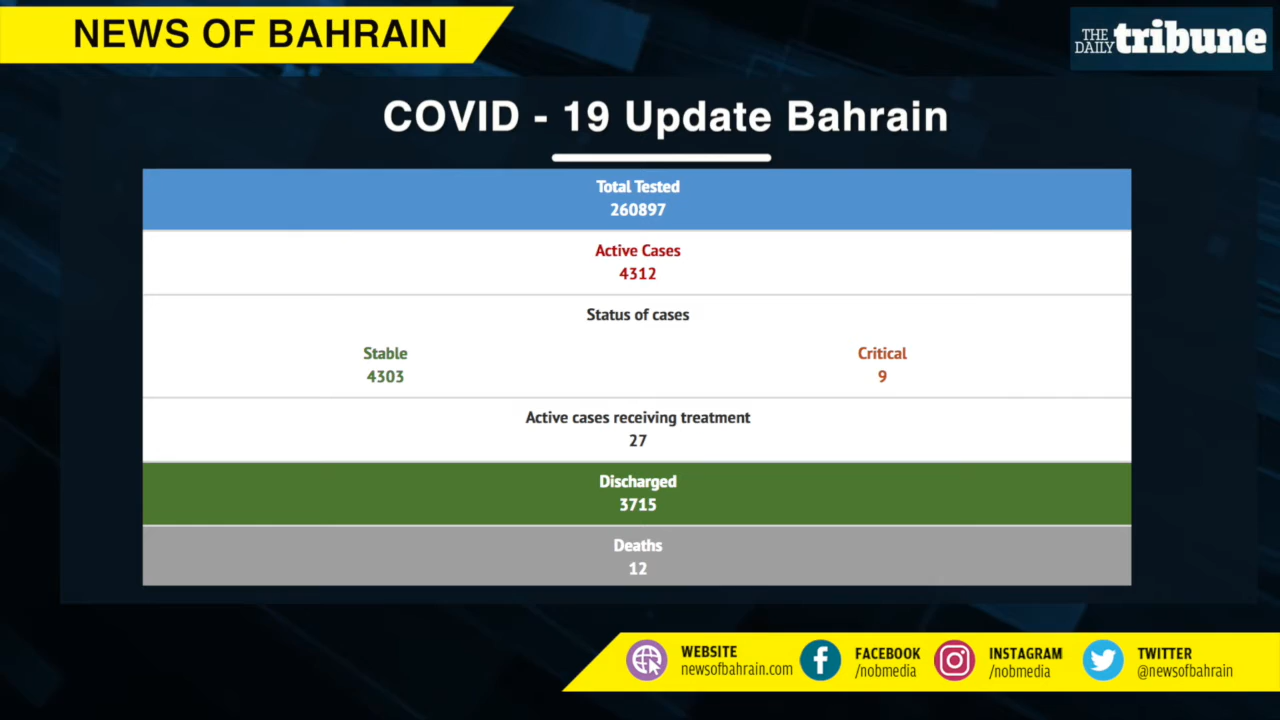 NEWS OF BAHRAIN
THE DAILY tribune
COVID - 19 Update Bahrain
Total Tested
260897
Active Cases
4312
Status of cases
Stable
4303
Critical
9
Active cases receiving treatment
27
Discharged
3715
Deaths
12
WEBSITE
newsofbahrain.com
FACEBOOK
/nobmedia
INSTAGRAM
/nobmedia
TWITTER
@newsofbahrain